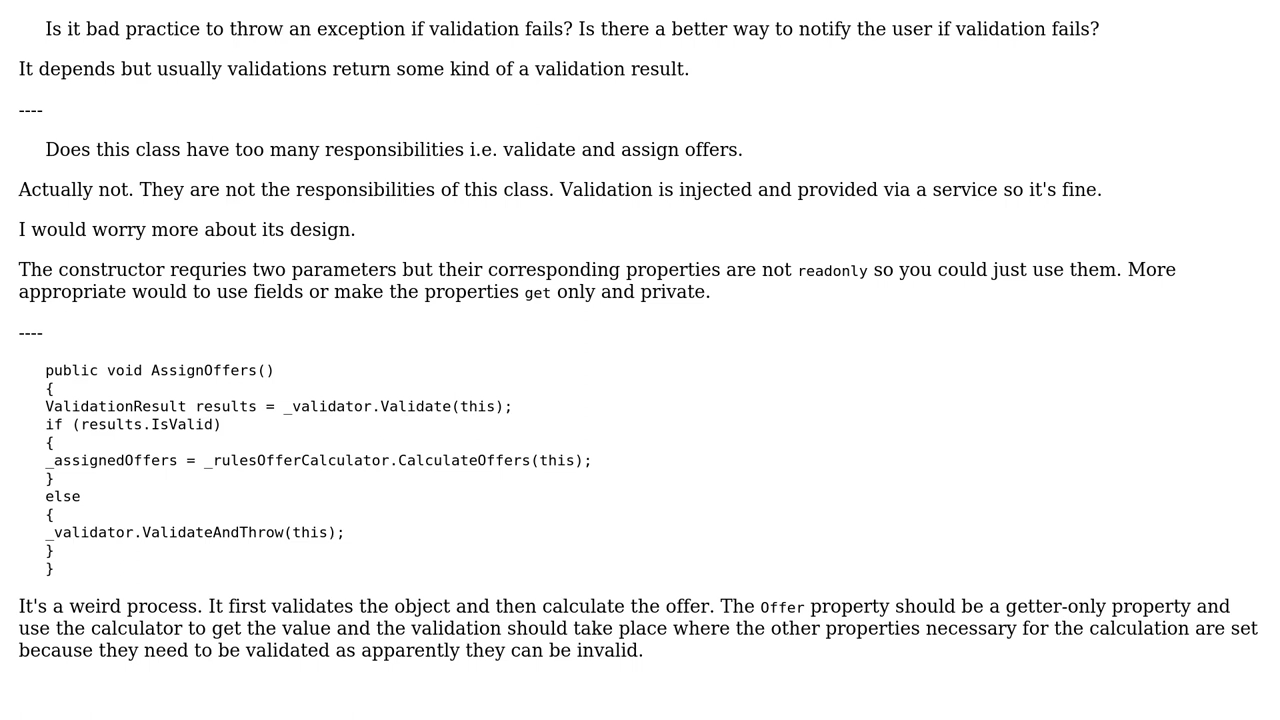 Is it bad practice to throw an exception if validation fails? Is there a better way to notify the user if validation fails?
It depends but usually validations return some kind of a validation result.
----
Does this class have too many responsibilities i.e. validate and assign offers.
Actually not. They are not the responsibilities of this class. Validation is injected and provided via a service so it's fine.
I would worry more about its design.
The constructor requries two parameters but their corresponding properties are not readonly so you could just use them. More
appropriate would to use fields or make the properties get only and private.
----
public void AssignOffers()
{
ValidationResult results = _validator.Validate(this);
if (results.IsValid)
{
_assignedOffers = _rulesOfferCalculator.CalculateOffers(this);
}
else
{
_validator.ValidateAndThrow(this);
}
}
It's a weird process. It first validates the object and then calculate the offer. The Offer property should be a getter-only property and
use the calculator to get the value and the validation should take place where the other properties necessary for the calculation are set
because they need to be validated as apparently they can be invalid.